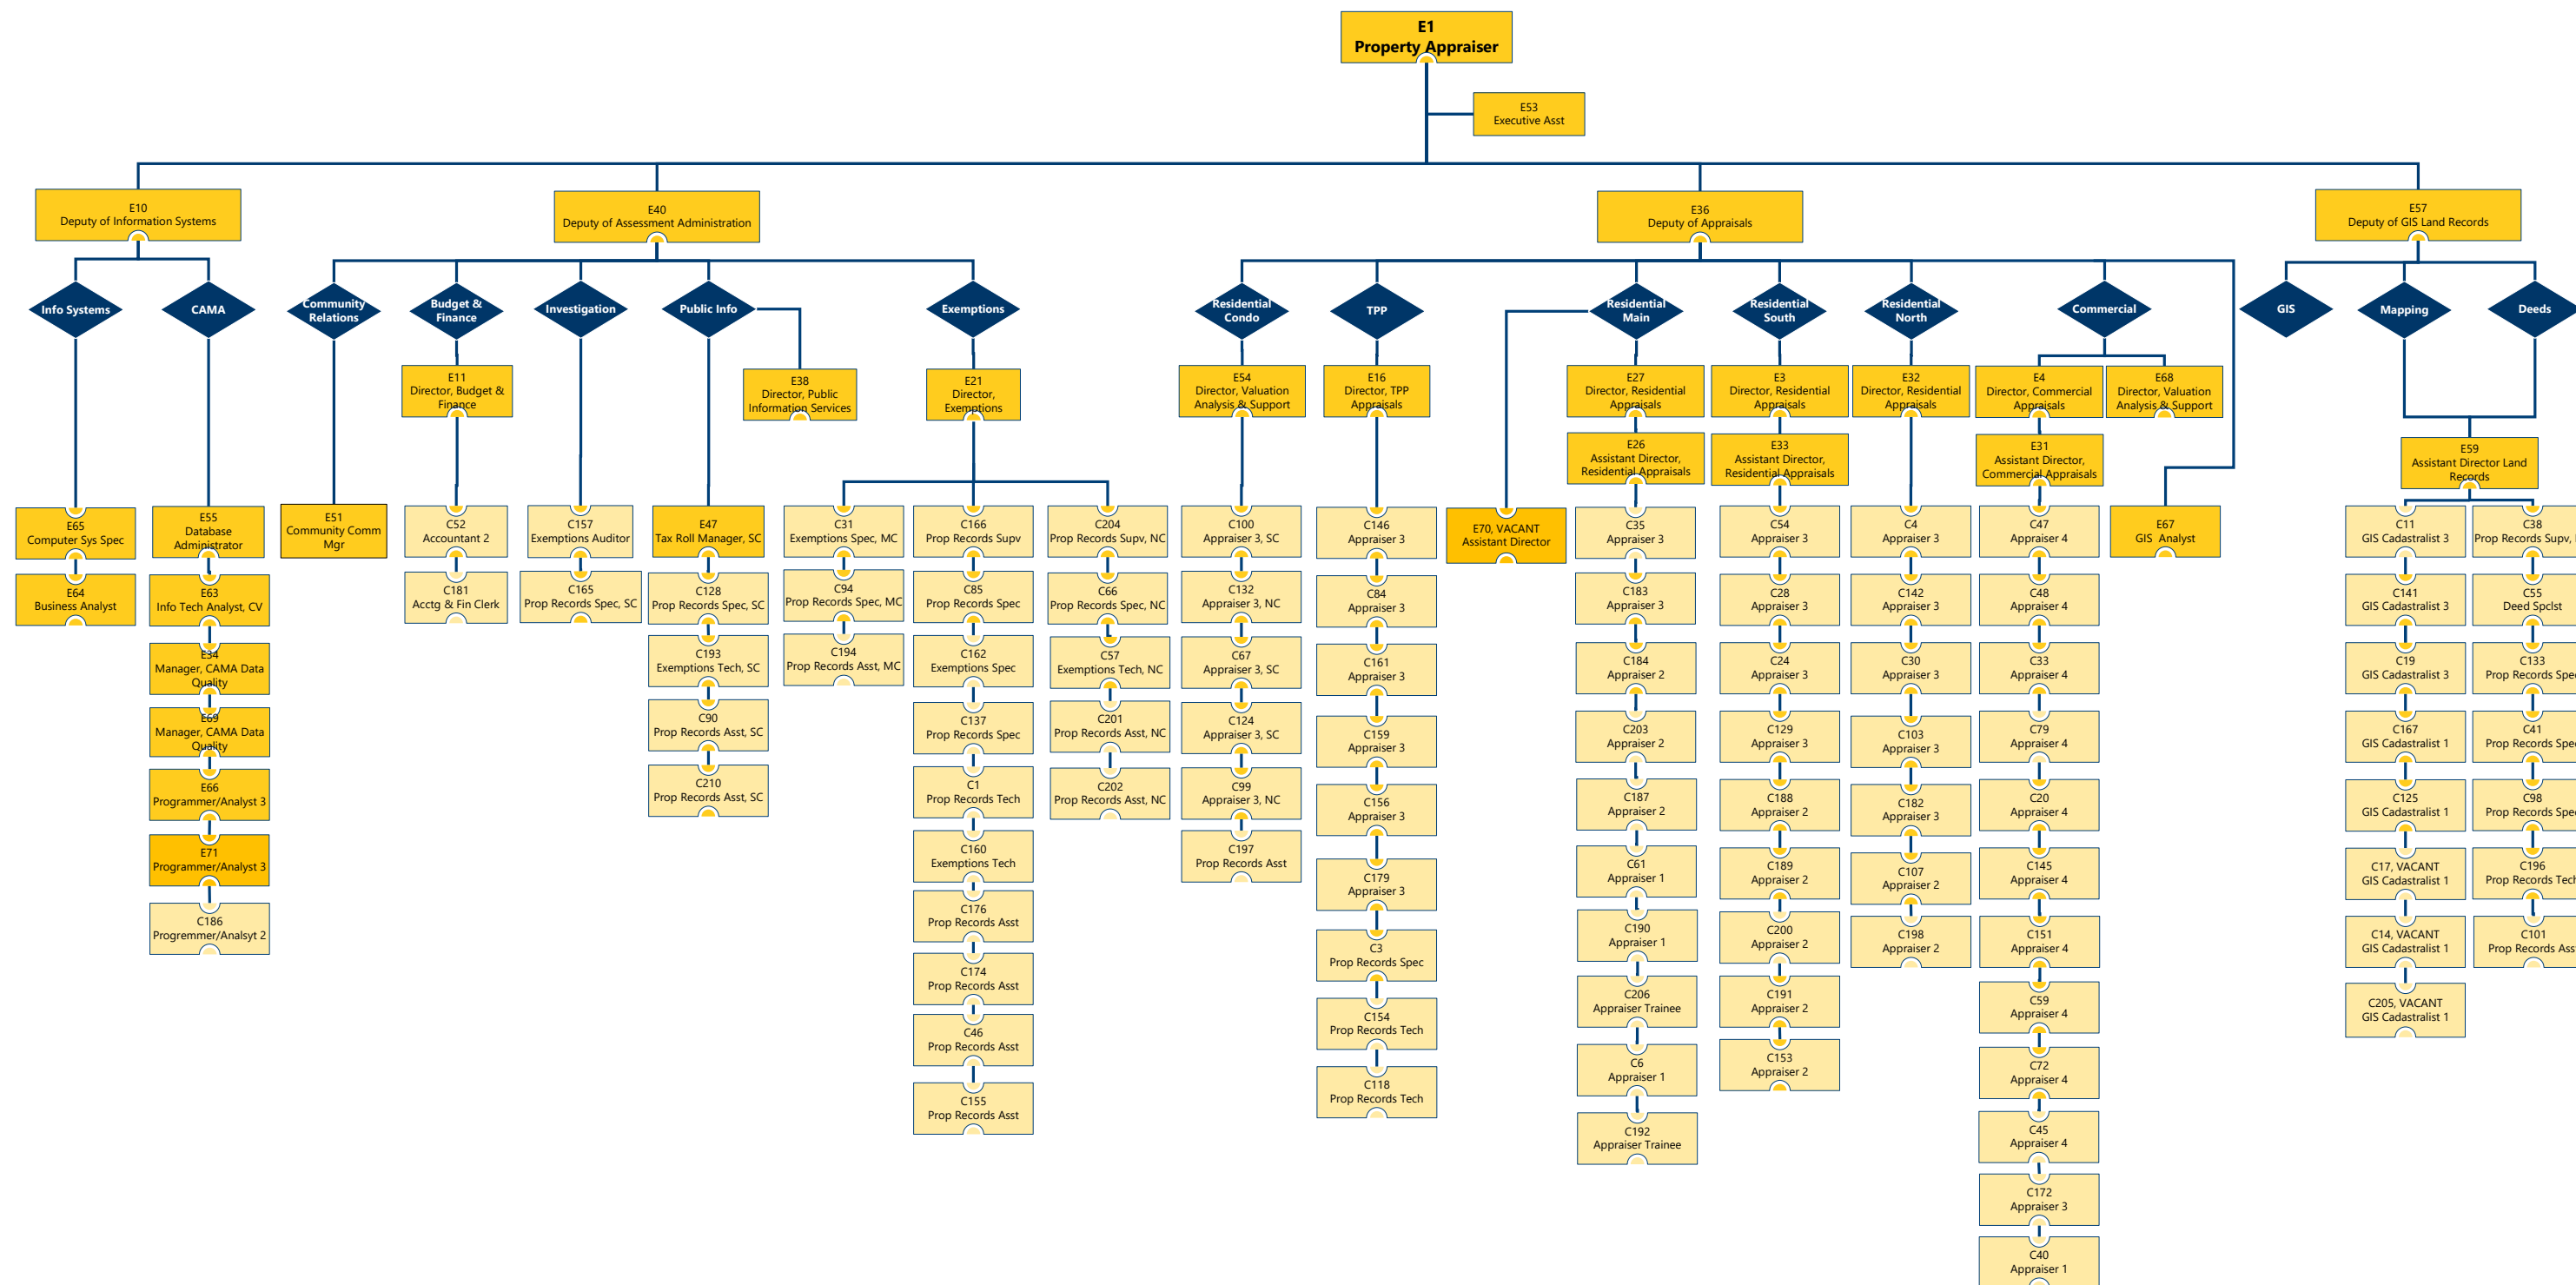 E1
Property Appraiser
E53
Executive Asst
E10
Deputy of Information Systems
E40
Deputy of Assessment Administration
E36
Deputy of Appraisals
E57
Deputy of GIS Land Records
Info Systems
CAMA
Community
Relations
Budget &
Finance
Investigation
Public Info
Exemptions
Residential
Condo
TPP
Residential
Main
Residential
South
Residential
North
Commercial
GIS
Mapping
Deeds
E11
Director, Budget &
Finance
E38
Director, Public
Information Services
E21
Director,
Exemptions
E54
Director, Valuation
Analysis & Support
E16
Director, TPP
Appraisals
E27
Director, Residential
Appraisals
E3
Director, Residential
Appraisals
E32
Director, Residential
Appraisals
E4
Director, Commercial
Appraisals
E68
Director, Valuation
Analysis & Support
E26
Assistant Director,
Residential Appraisals
E33
Assistant Director,
Residential Appraisals
E31
Assistant Director,
Commercial Appraisals
E59
Assistant Director Land
Records
E65
Computer Sys Spec
E64
Business Analyst
E55
Database
Administrator
E63
Info Tech Analyst, CV
E34
Manager, CAMA Data
Quality
E69
Manager, CAMA Data
Quality
E66
Programmer/Analyst 3
E71
Programmer/Analyst 3
C186
Progremmer/Analsyt 2
E51
Community Comm
Mgr
C52
Accountant 2
C181
Acctg & Fin Clerk
C157
Exemptions Auditor
C165
Prop Records Spec, SC
E47
Tax Roll Manager, SC
C128
Prop Records Spec, SC
C193
Exemptions Tech, SC
C90
Prop Records Asst, SC
C210
Prop Records Asst, SC
C31
Exemptions Spec, MC
C94
Prop Records Spec, MC
C194
Prop Records Asst, MC
C166
Prop Records Supv
C85
Prop Records Spec
C162
Exemptions Spec
C137
Prop Records Spec
C1
Prop Records Tech
C160
Exemptions Tech
C176
Prop Records Asst
C174
Prop Records Asst
C46
Prop Records Asst
C155
Prop Records Asst
C204
Prop Records Supv, NC
C66
Prop Records Spec, NC
C57
Exemptions Tech, NC
C201
Prop Records Asst, NC
C202
Prop Records Asst, NC
C100
Appraiser 3, SC
C132
Appraiser 3, NC
C67
Appraiser 3, SC
C124
Appraiser 3, SC
C99
Appraiser 3, NC
C197
Prop Records Asst
C146
Appraiser 3
C84
Appraiser 3
C161
Appraiser 3
C159
Appraiser 3
C156
Appraiser 3
C179
Appraiser 3
C3
Prop Records Spec
C154
Prop Records Tech
C118
Prop Records Tech
E70, VACANT
Assistant Director
C35
Appraiser 3
C183
Appraiser 3
C184
Appraiser 2
C203
Appraiser 2
C187
Appraiser 2
C61
Appraiser 1
C190
Appraiser 1
C206
Appraiser Trainee
C6
Appraiser 1
C192
Appraiser Trainee
C54
Appraiser 3
C28
Appraiser 3
C24
Appraiser 3
C129
Appraiser 3
C188
Appraiser 2
C189
Appraiser 2
C200
Appraiser 2
C191
Appraiser 2
C153
Appraiser 2
C4
Appraiser 3
C142
Appraiser 3
C30
Appraiser 3
C103
Appraiser 3
C182
Appraiser 3
C107
Appraiser 2
C198
Appraiser 2
C47
Appraiser 4
C48
Appraiser 4
C33
Appraiser 4
C79
Appraiser 4
C20
Appraiser 4
C145
Appraiser 4
C151
Appraiser 4
C59
Appraiser 4
C72
Appraiser 4
C45
Appraiser 4
C172
Appraiser 3
C40
Appraiser 1
E67
GIS Analyst
C11
GIS Cadastralist 3
C141
GIS Cadastralist 3
C19
GIS Cadastralist 3
C167
GIS Cadastralist 1
C125
GIS Cadastralist 1
C17, VACANT
GIS Cadastralist 1
C14, VACANT
GIS Cadastralist 1
C205, VACANT
GIS Cadastralist 1
C38
Prop Records Supv,
C55
Deed Spclst
C133
Prop Records Spec
C41
Prop Records Spec
C98
Prop Records Spec
C196
Prop Records Tech
C101
Prop Records Asst